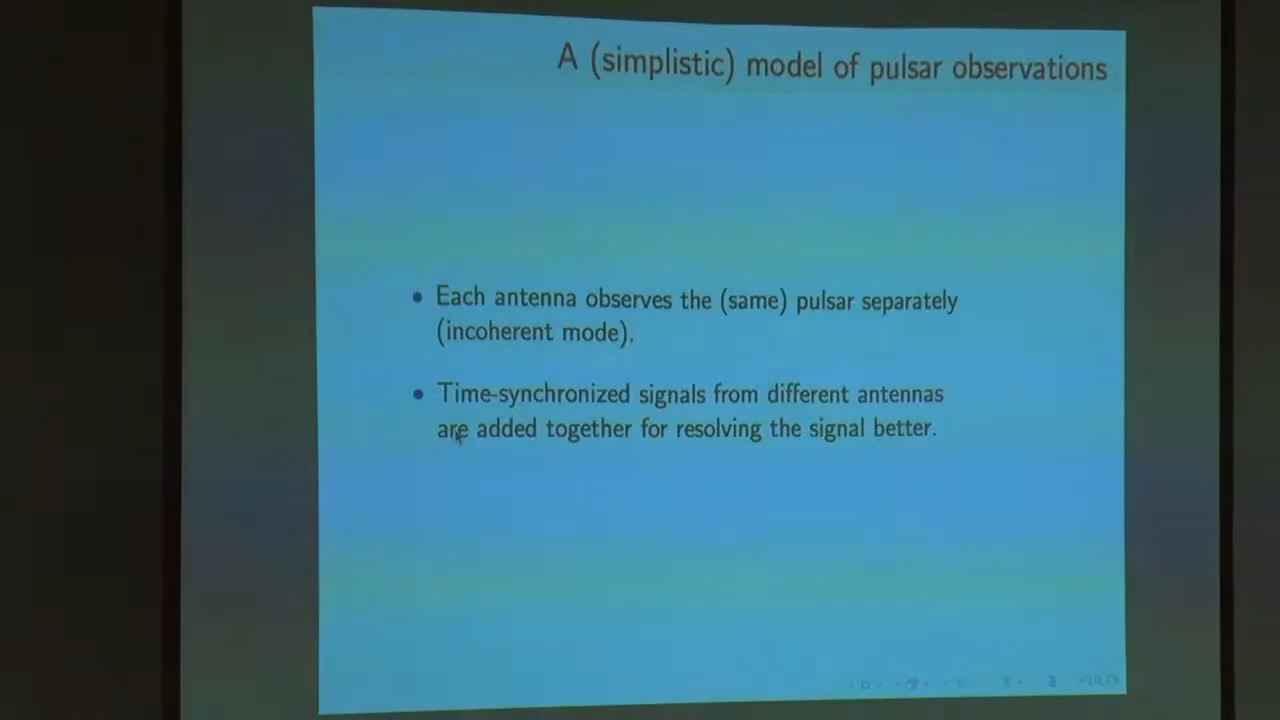 A (simplistic) model of pulsar observations
• Each antenna observes the (same) pulsar separately
(incoherent mode).
• Time-synchronized signals from different antennas
are added together for resolving the signal better.